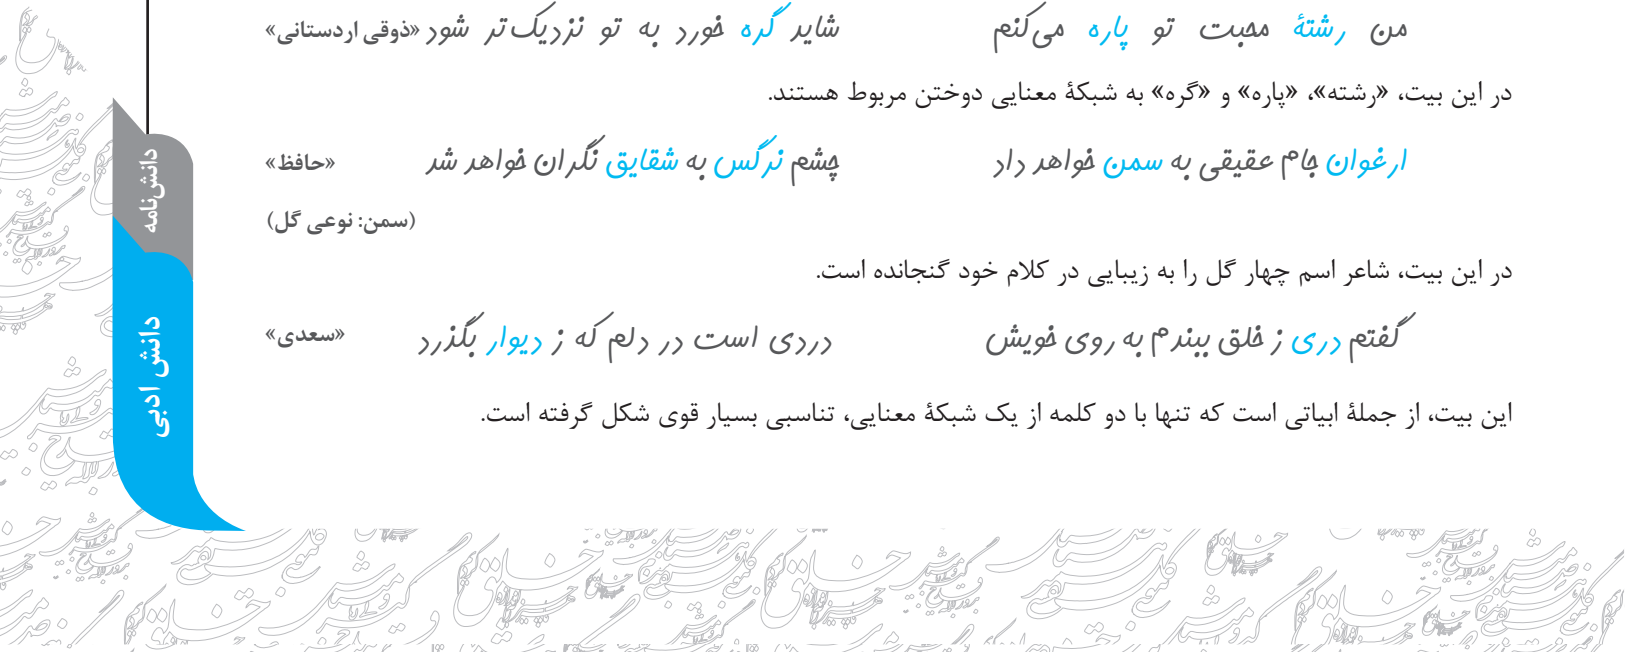 من رشتهٔ محبت تو پاره می‌کنم شاید گره خورد به تو نزدیک‌تر شود «ذوقی اردستانی»
در این بیت، «رشته»، «پاره» و «گره» به شبکهٔ معنایی دوختن مربوط هستند.
ارغوان جام عقیقی به سمن خواهد داد چشم نرگس به شقایق نگران خواهد شد «حافظ»
(سمن: نوعی گل)
در این بیت، شاعر اسم چهار گل را به زیبایی در کلام خود گنجانده است.
گفتم دری ز خلق ببندم به روی خویش دردی است در دلم که ز دیوار بگذرد «سعدی»
این بیت، از جملهٔ ابیاتی است که تنها با دو کلمه از یک شبکهٔ معنایی، تناسبی بسیار قوی شکل گرفته است.
دانش‌نامه
دانش ادبی